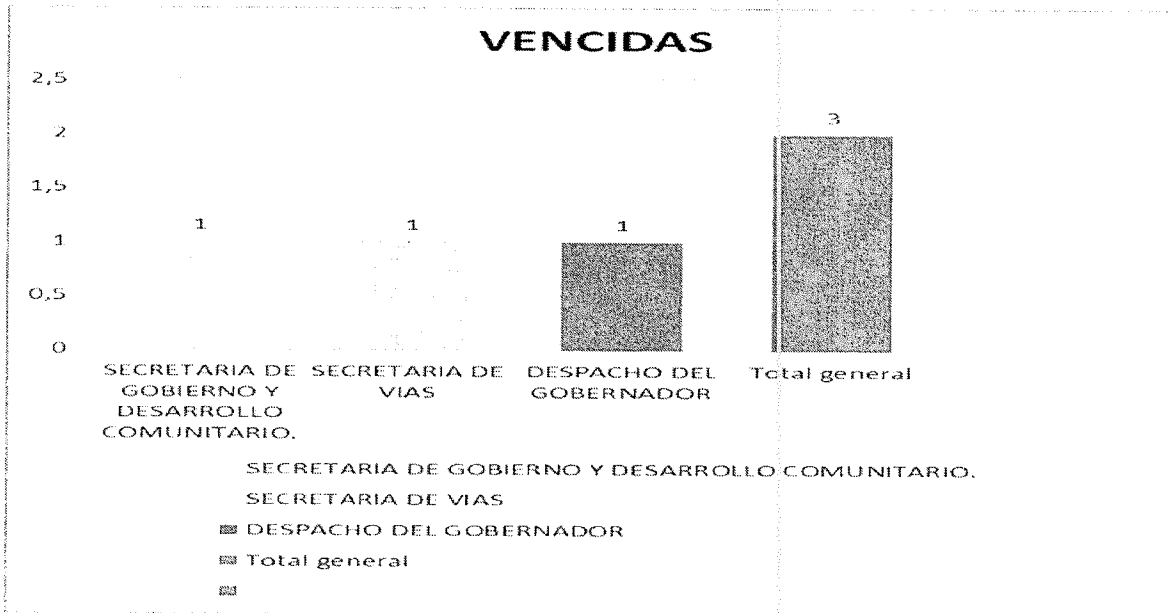 VENCIDAS
2,5
2
1,5
1
0,5
0
1
1
1
3
SECRETARIA DE
GOBIERNO Y
DESARROLLO
COMUNITARIO.
SECRETARIA DE
VIAS
DESPACHO DEL
GOBERNADOR
Total general
SECRETARIA DE GOBIERNO Y DESARROLLO COMUNITARIO.
SECRETARIA DE VIAS
DESPACHO DEL GOBERNADOR
Total general